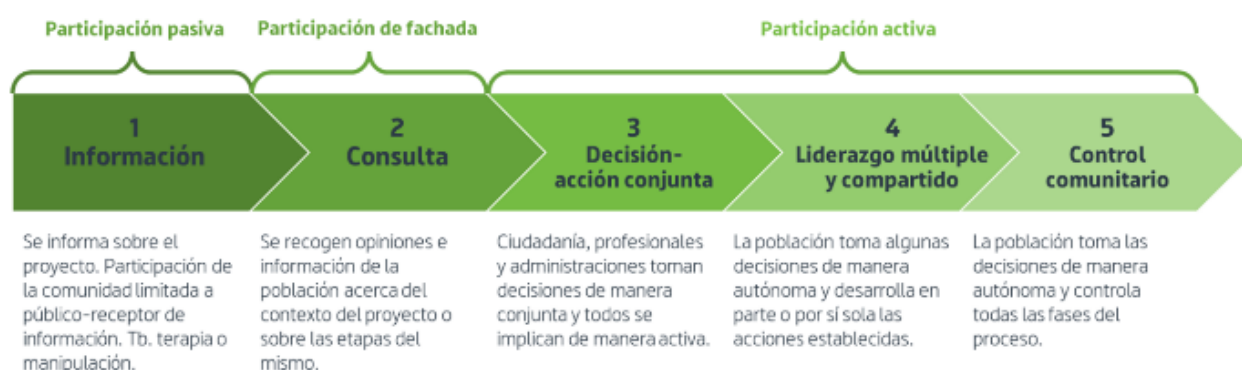 Participación pasiva
Participación de fachada
Participación activa
1
Información
2
Consulta
3
Decisión-
acción conjunta
4
Liderazgo múltiple
y compartido
5
Control
comunitario
Se informa sobre el
proyecto. Participación de
la comunidad limitada a
público-receptor de
información. Tb. terapia o
manipulación.
Se recogen opiniones e
información de la
población acerca del
contexto del proyecto o
sobre las etapas del
mismo.
Ciudadanía, profesionales
y administraciones toman
decisiones de manera
conjunta y todos se
implican de manera activa.
La población toma algunas
decisiones de manera
autónoma y desarrolla en
parte o por sí sola las
acciones establecidas.
La población toma las
decisiones de manera
autónoma y controla
todas las fases del
proceso.